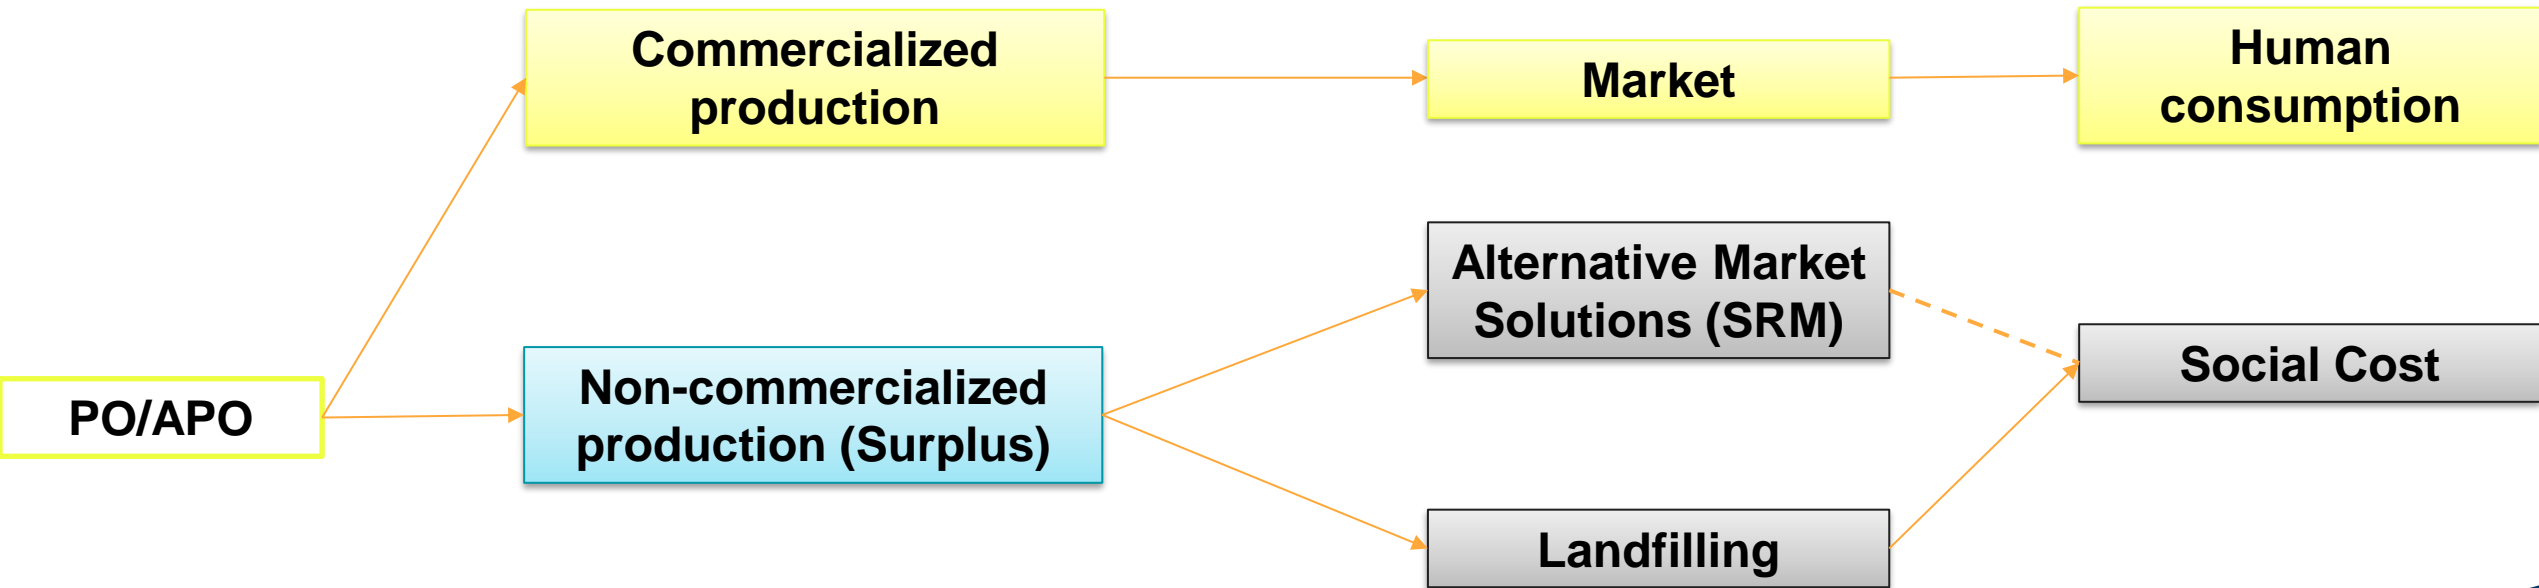 Commercialized
production
Market
Human
consumption
Alternative Market
Solutions (SRM)
Social Cost
PO/APO
Non-commercialized
production (Surplus)
Landfilling